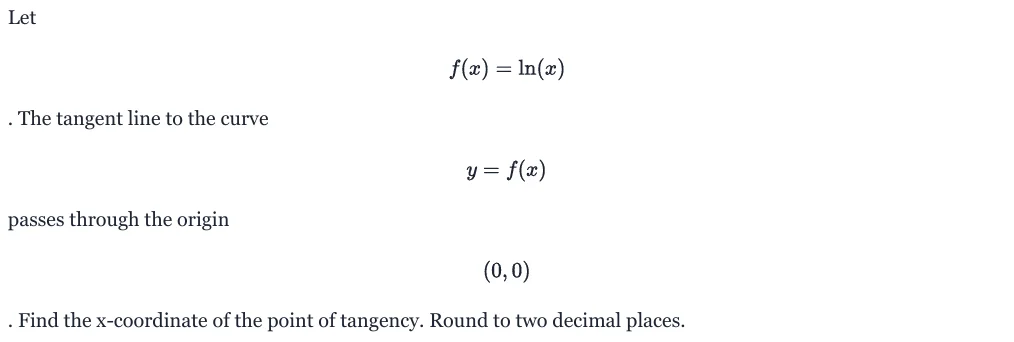 Let
f(x) = ln(x)
. The tangent line to the curve
y = f(x)
passes through the origin
(0, 0)
. Find the x-coordinate of the point of tangency. Round to two decimal places.